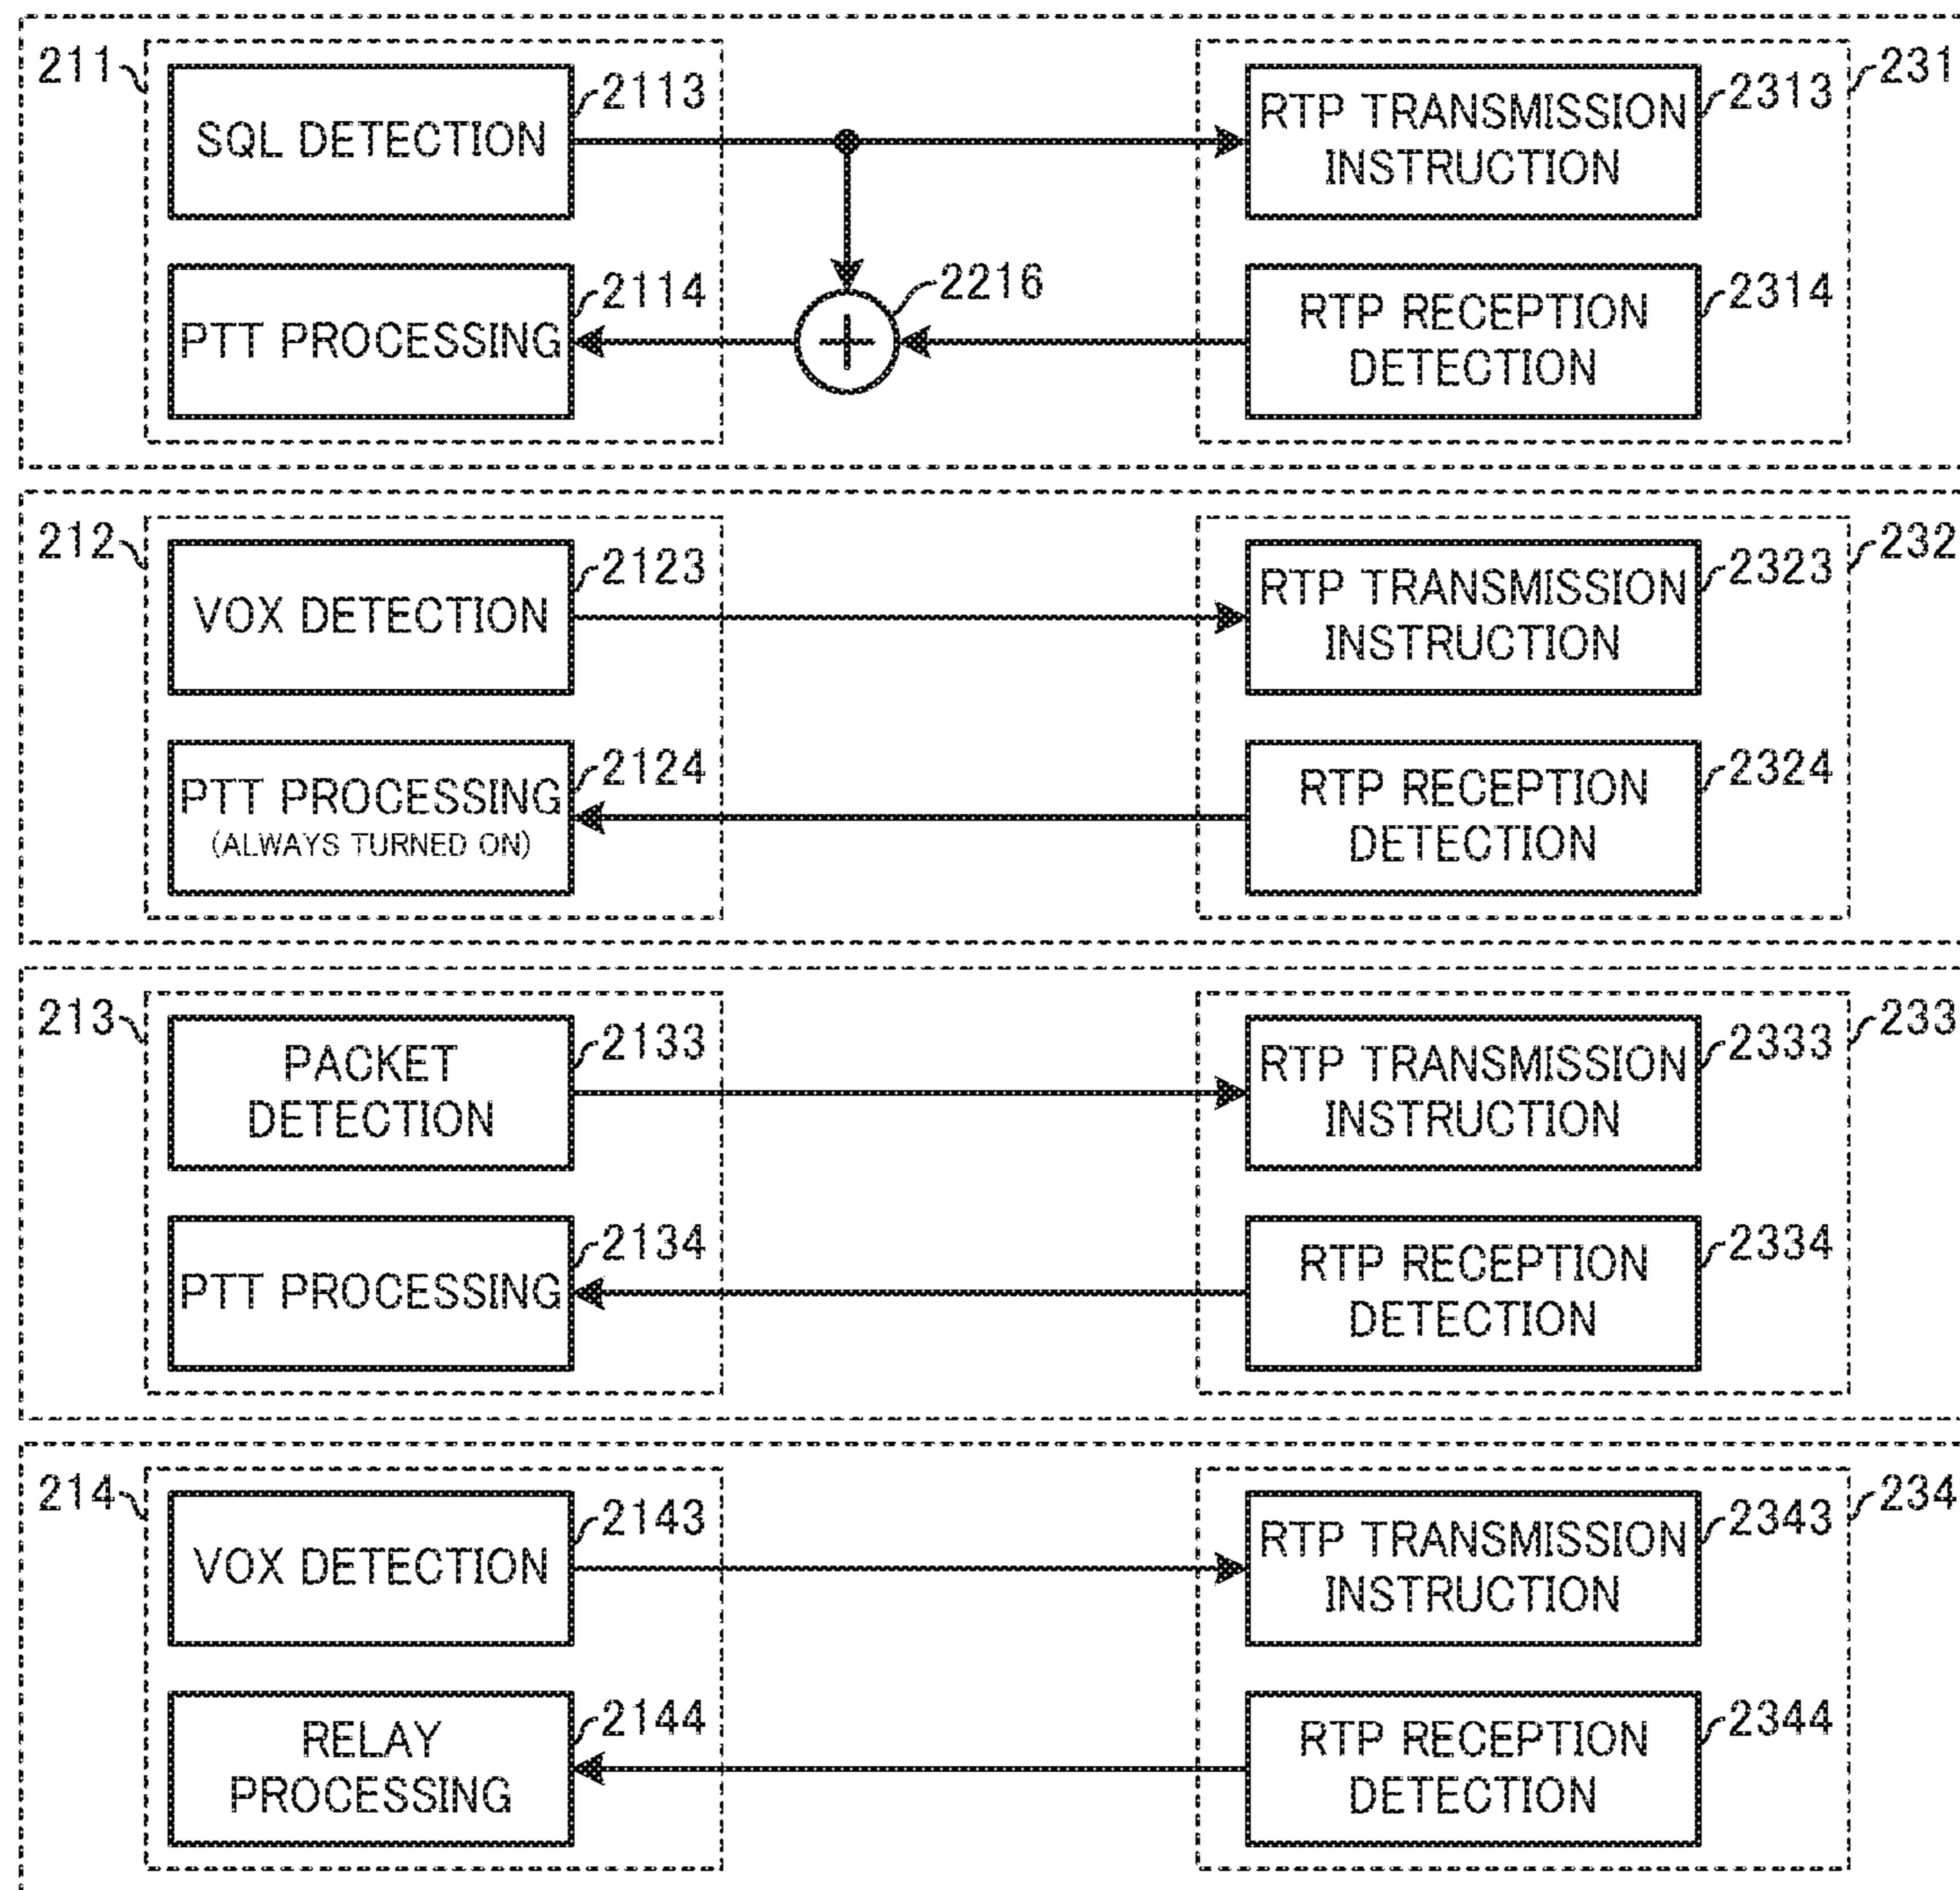 211
SQL DETECTION
2113
RTP TRANSMISSION
INSTRUCTION
2313
231
PTT PROCESSING
2114
+
2216
RTP RECEPTION
DETECTION
2314
212
VOX DETECTION
2123
RTP TRANSMISSION
INSTRUCTION
2323
232
PTT PROCESSING
(ALWAYS TURNED ON)
2124
RTP RECEPTION
DETECTION
2324
213
PACKET
DETECTION
2133
RTP TRANSMISSION
INSTRUCTION
2333
233
PTT PROCESSING
2134
RTP RECEPTION
DETECTION
2334
214
VOX DETECTION
2143
RTP TRANSMISSION
INSTRUCTION
2343
234
RELAY
PROCESSING
2144
RTP RECEPTION
DETECTION
2344